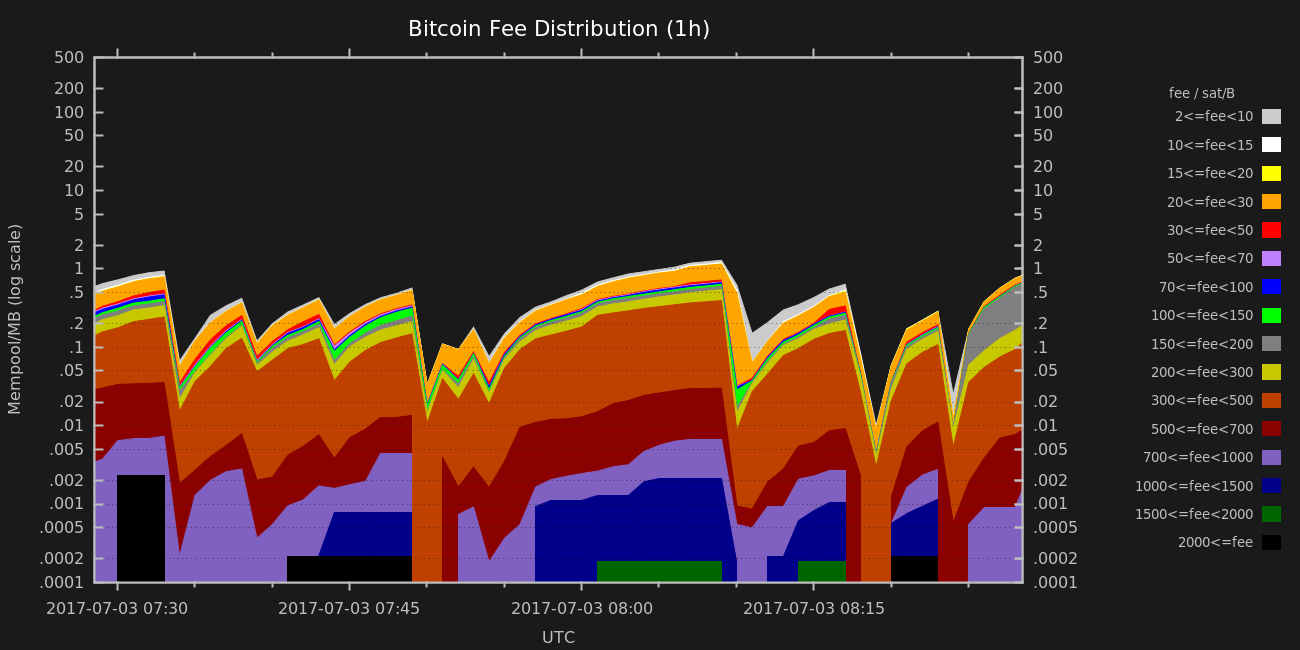 Bitcoin Fee Distribution (1h)
Mempool/MB (log scale)
500
200
100
50
20
10
5
2
1
.5
.2
.1
.05
.02
.01
.005
.002
.001
.0005
.0002
.0001
500
200
100
50
20
10
5
2
1
.5
.2
.1
.05
.02
.01
.005
.002
.001
.0005
.0002
.0001
fee / sat/B
2<=fee<10
10<=fee<15
15<=fee<20
20<=fee<30
30<=fee<50
50<=fee<70
70<=fee<100
100<=fee<150
150<=fee<200
200<=fee<300
300<=fee<500
500<=fee<700
700<=fee<1000
1000<=fee<1500
1500<=fee<2000
2000<=fee
2017-07-03 07:30 2017-07-03 07:45 2017-07-03 08:00 2017-07-03 08:15
UTC